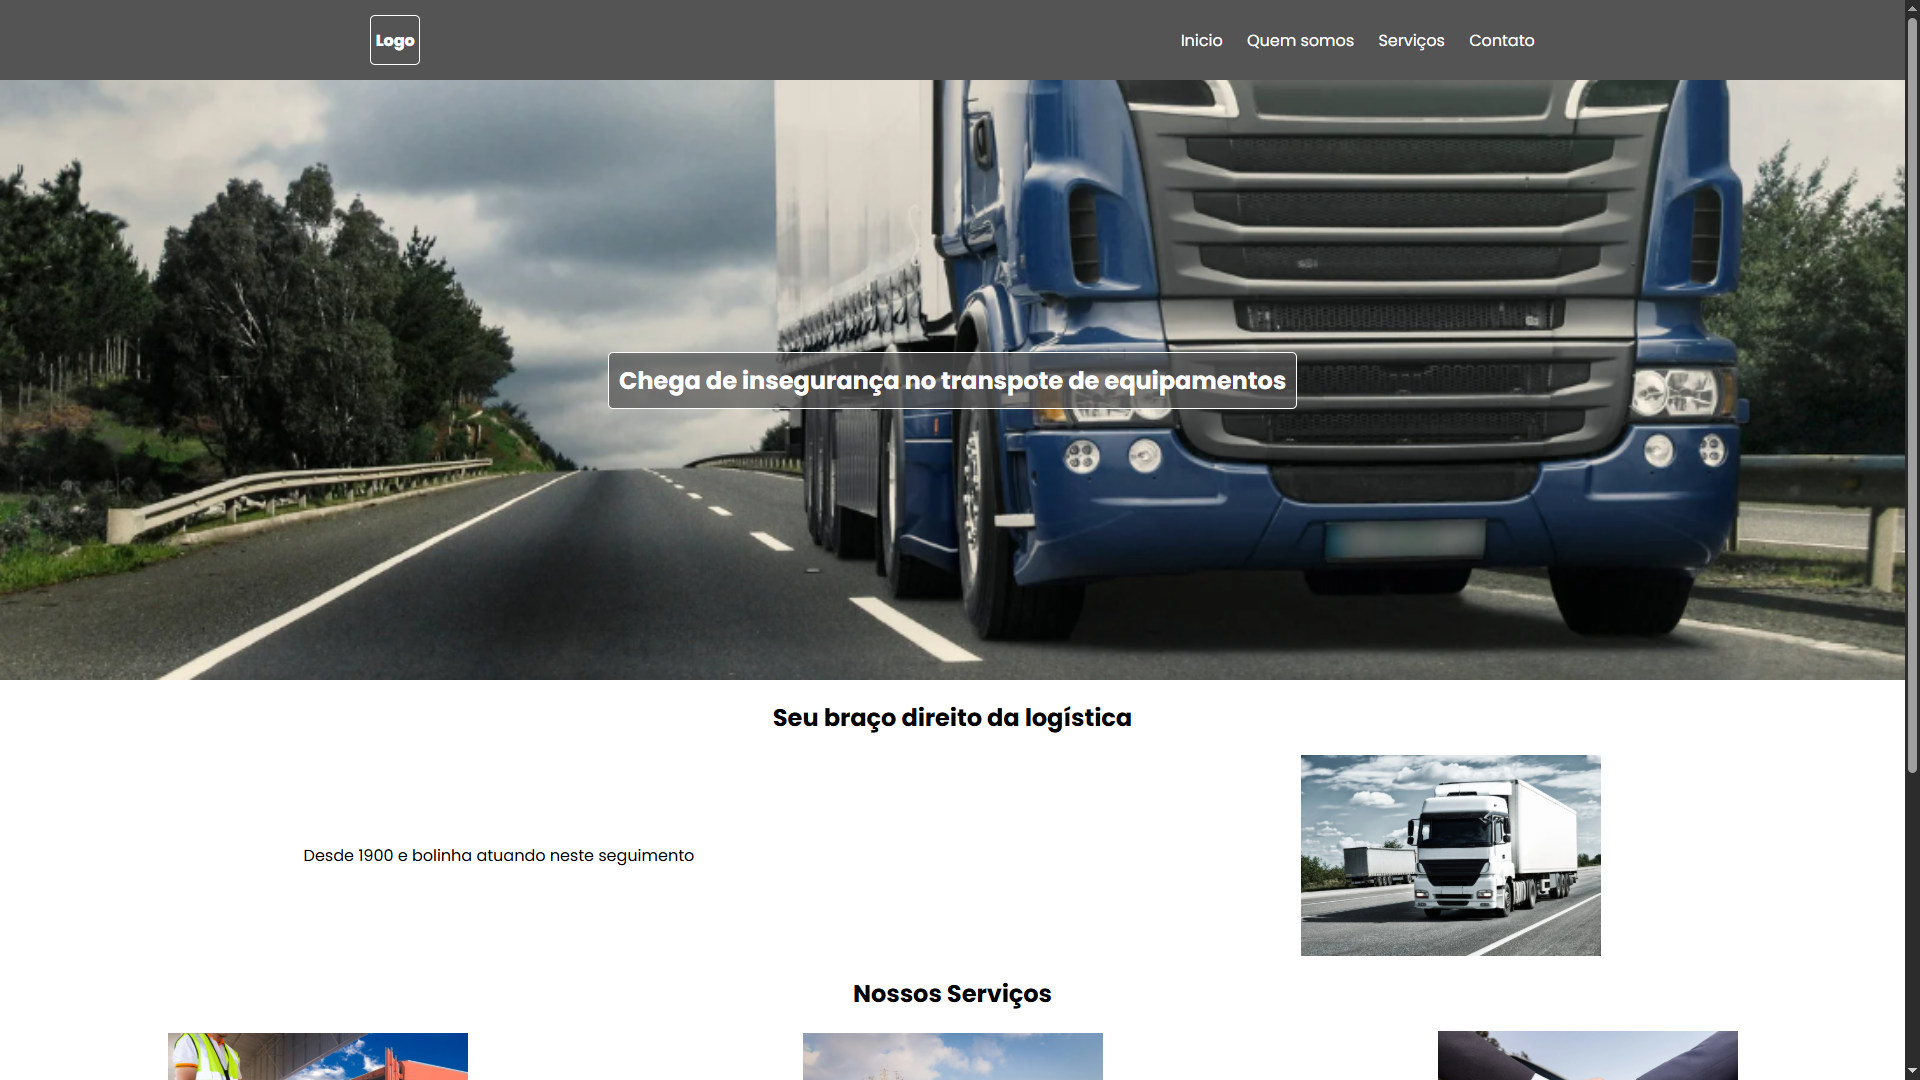 Logo
Inicio Quem somos Serviços Contato
Chega de insegurança no transpote de equipamentos
Seu braço direito da logística
Desde 1900 e bolinha atuando neste seguimento
Nossos Serviços